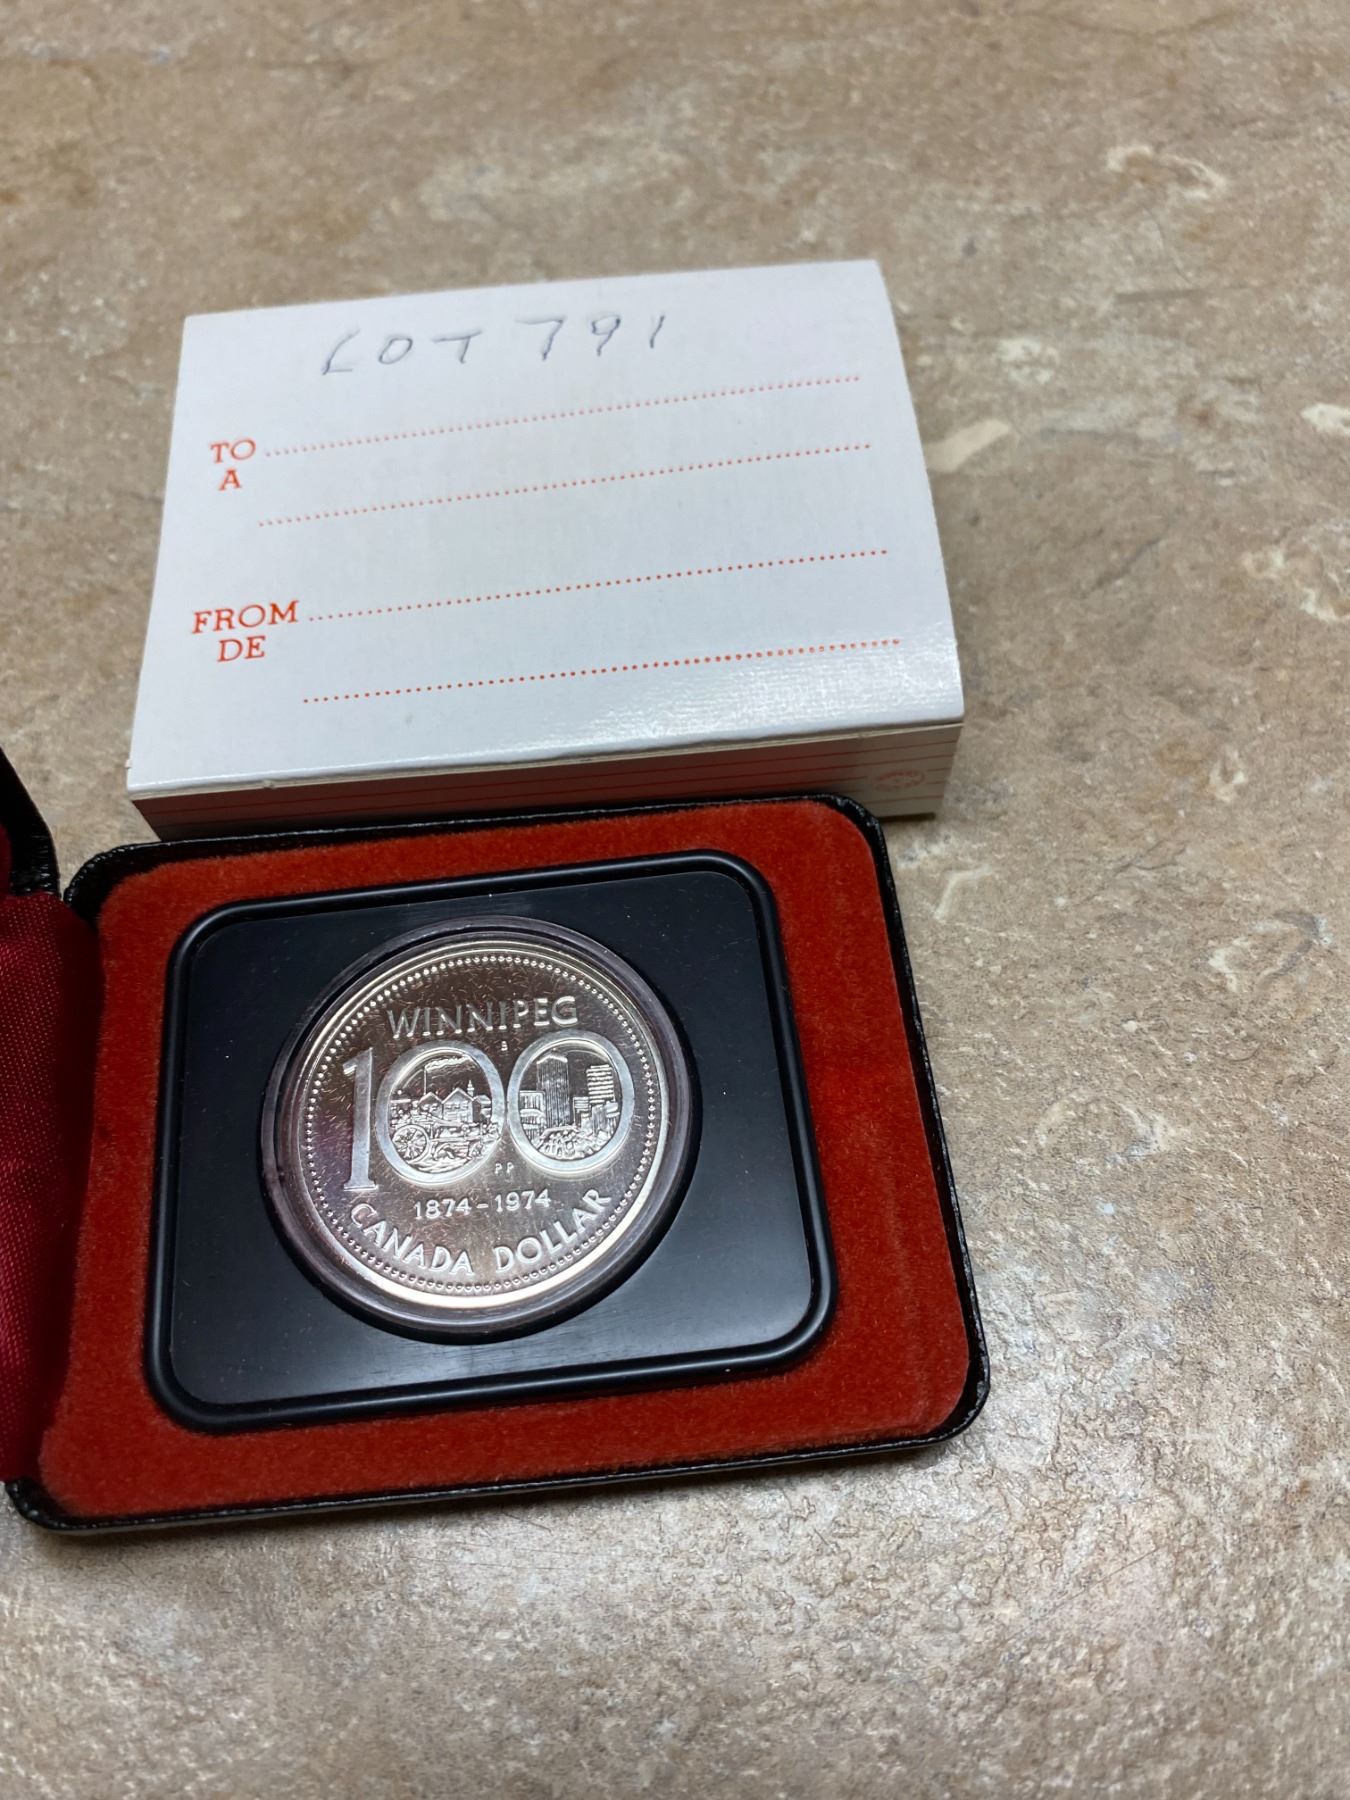 LOT 791
TO
A
FROM
DE
WINNIPEG
B
100
PP
1874-1974
CANADA DOLLAR